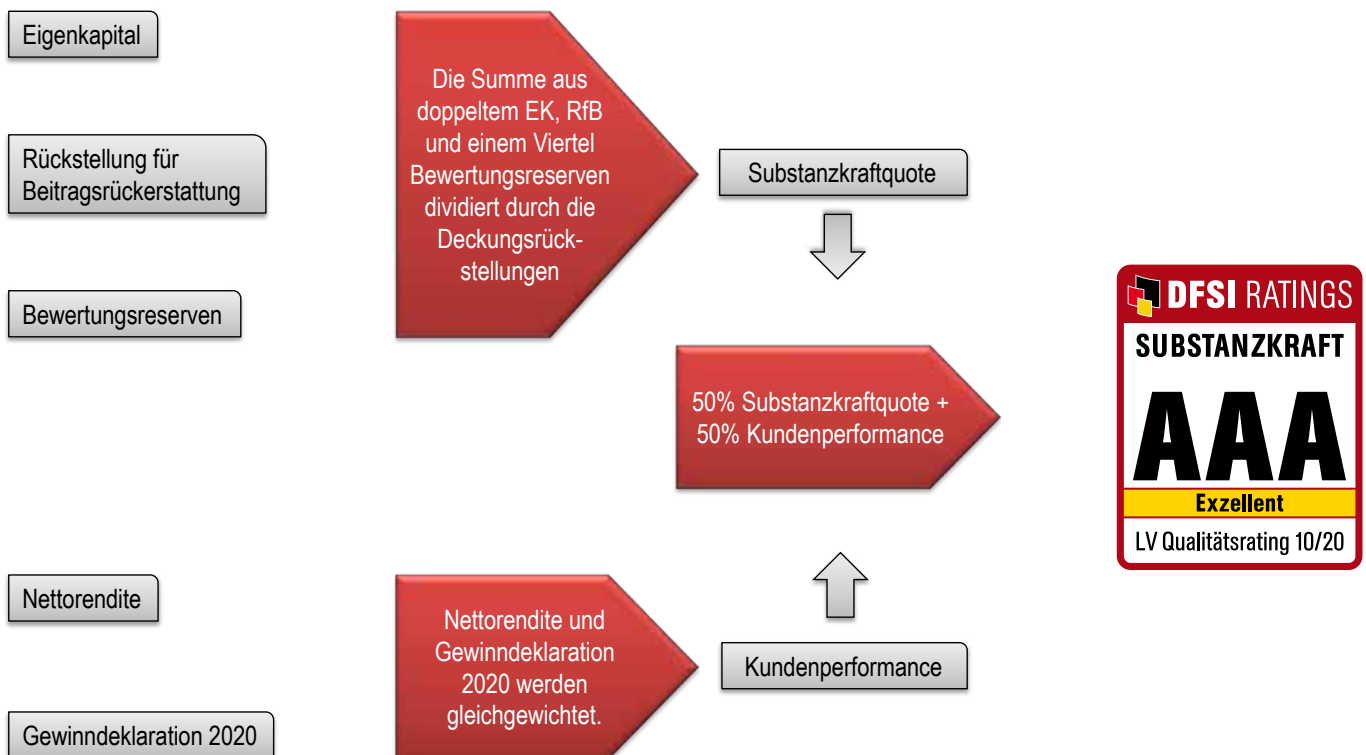 Eigenkapital
Rückstellung für
Beitragsrückerstattung
Bewertungsreserven
Die Summe aus
doppeltem EK, RfB
und einem Viertel
Bewertungsreserven
dividiert durch die
Deckungsrück-
stellungen
Substanzkraftquote
50% Substanzkraftquote +
50% Kundenperformance
Nettorendite
Gewinndeklaration 2020
Nettorendite und
Gewinndeklaration
2020 werden
gleichgewichtet.
Kundenperformance
DFSI RATINGS
SUBSTANZKRAFT
AAA
Exzellent
LV Qualitätsrating 10/20